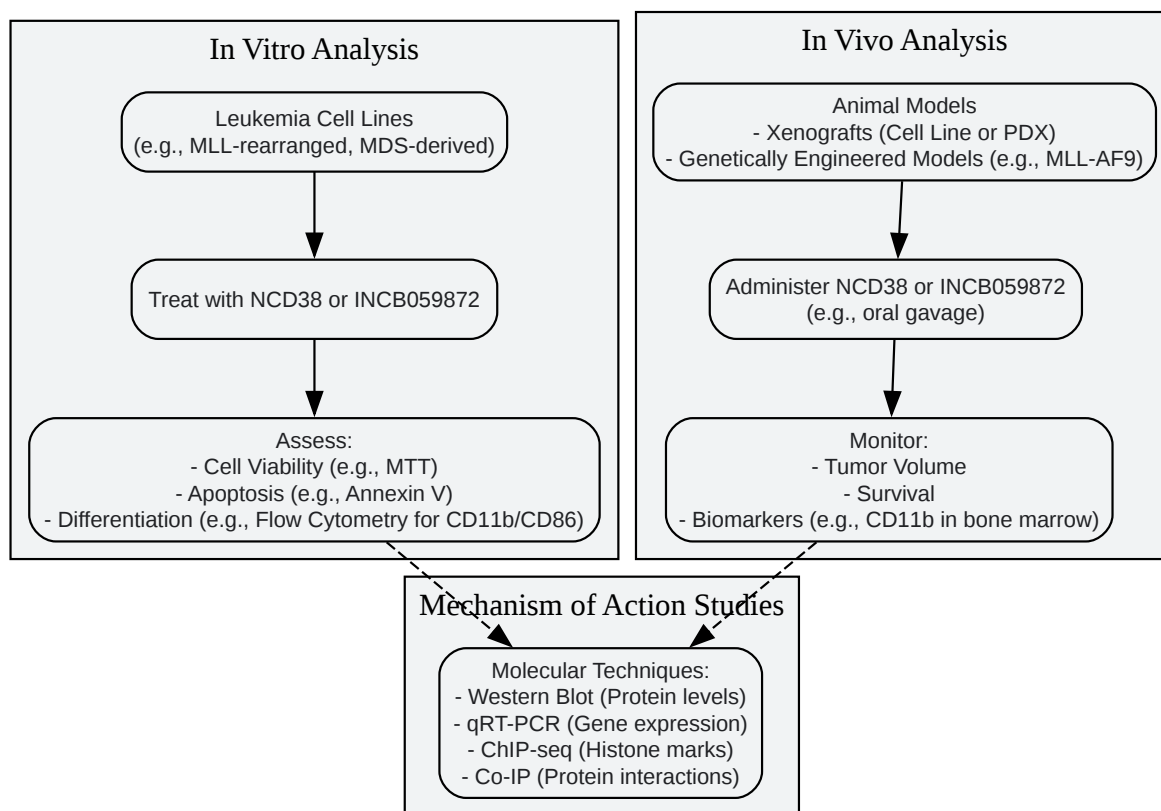 In Vitro Analysis
Leukemia Cell Lines
(e.g., MLL-rearranged, MDS-derived)
Treat with NCD38 or INCB059872
Assess:
- Cell Viability (e.g., MTT)
- Apoptosis (e.g., Annexin V)
- Differentiation (e.g., Flow Cytometry for CD11b/CD86)
In Vivo Analysis
Animal Models
- Xenografts (Cell Line or PDX)
- Genetically Engineered Models (e.g., MLL-AF9)
Administer NCD38 or INCB059872
(e.g., oral gavage)
Monitor:
- Tumor Volume
- Survival
- Biomarkers (e.g., CD11b in bone marrow)
Mechanism of Action Studies
Molecular Techniques:
- Western Blot (Protein levels)
- qRT-PCR (Gene expression)
- ChIP-seq (Histone marks)
- Co-IP (Protein interactions)